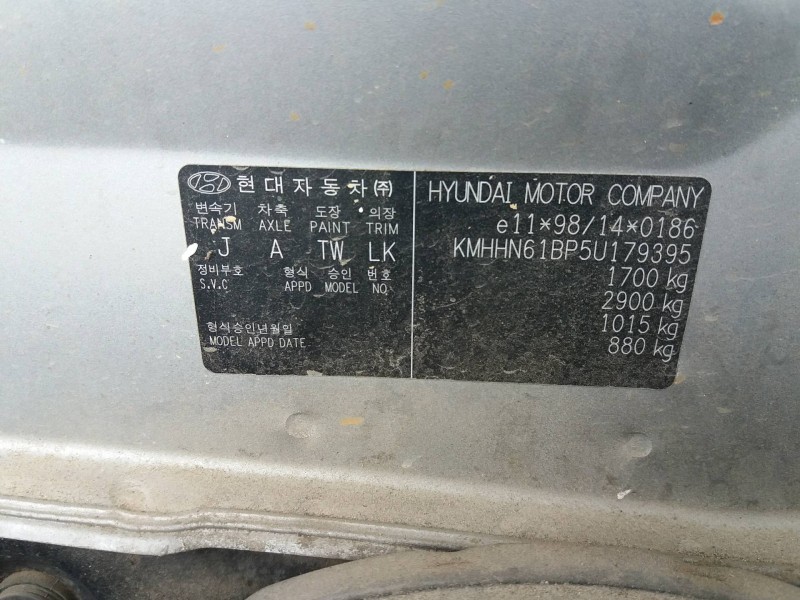 현대자동차(주)
변속기 차축 도장 의장
TRANSM AXLE PAINT TRIM
J A TW LK
정비부호 형식 승인 번호
S.V.C APPD MODEL NO
형식승인년월일
MODEL APPD DATE
HYUNDAI MOTOR COMPANY
e11*98/14*0186
KMHHN61BP5U179395
1700 kg
2900 kg
1015 kg
880 kg